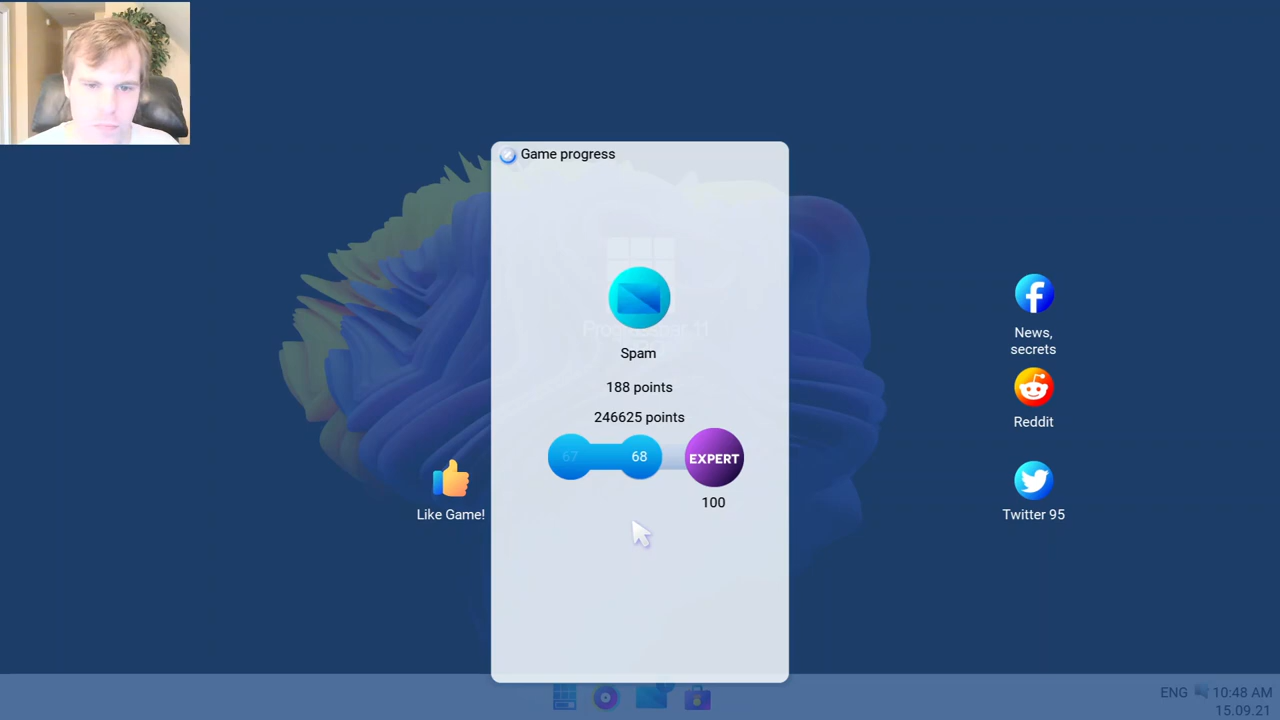 Game progress
Spam
188 points
246625 points
67
68
EXPERT
100
Like Game!
News,
secrets
Reddit
Twitter 95
ENG
10:48 AM
15.09.21